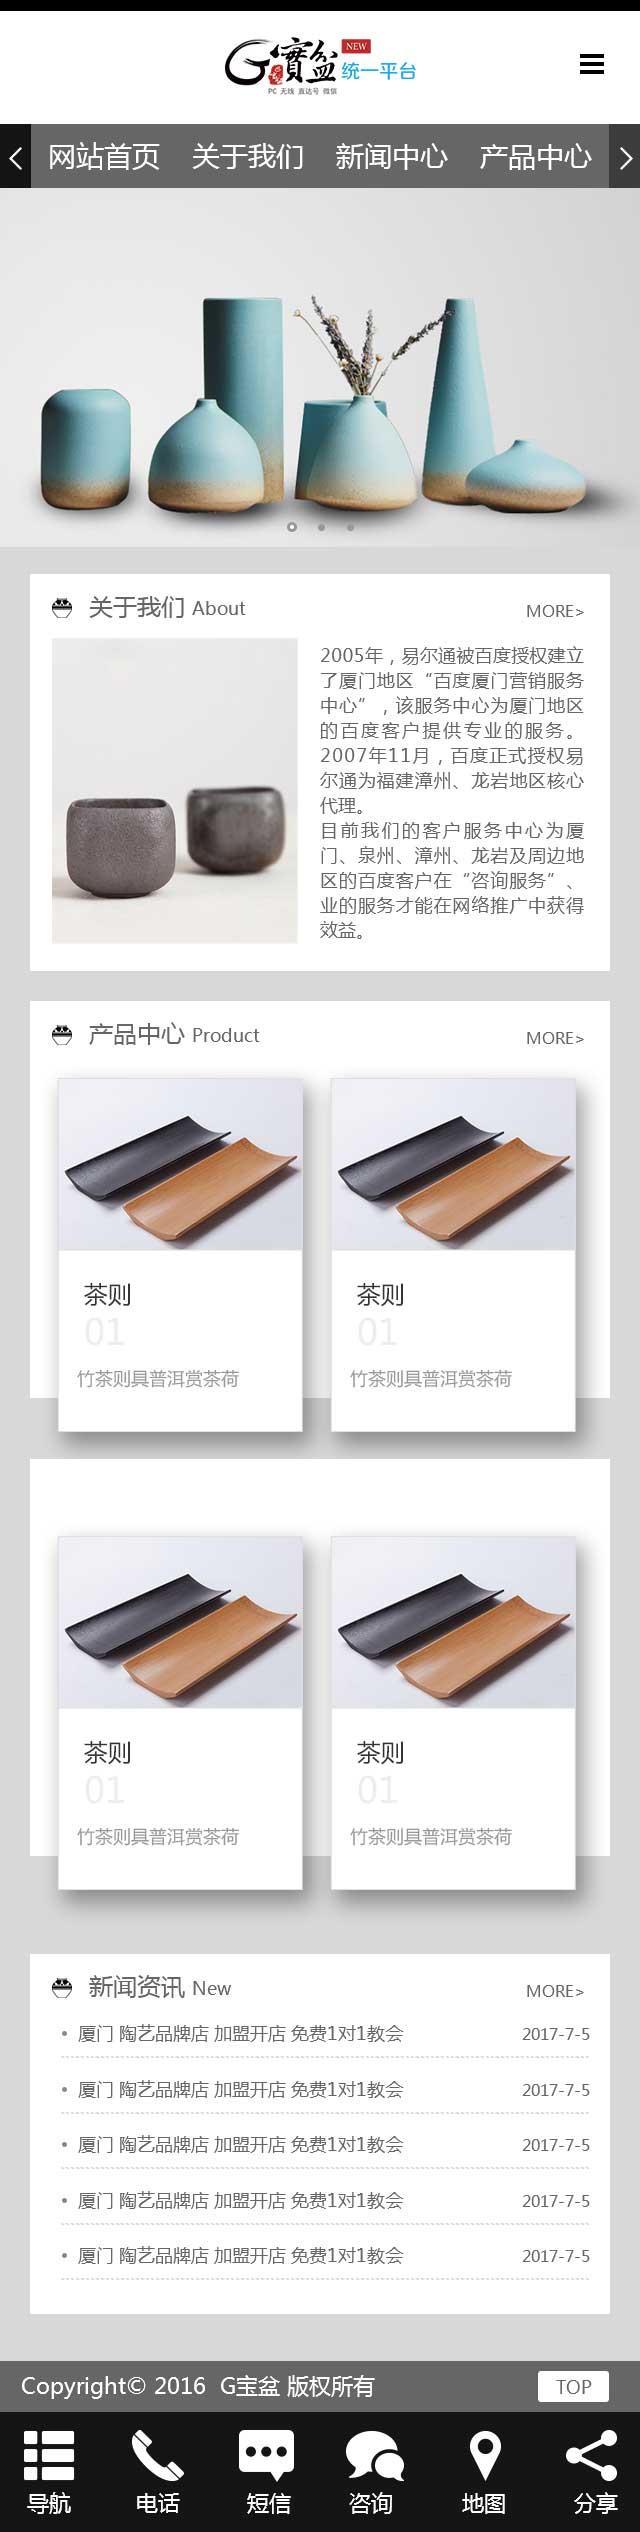 G寶盆
NEW
统一平台
PC 无线 直达号 微信
网站首页 关于我们 新闻中心 产品中心
关于我们 About
MORE>
2005年，易尔通被百度授权建立
了厦门地区“百度厦门营销服务
中心”，该服务中心为厦门地区
的百度客户提供专业的服务。
2007年11月，百度正式授权易
尔通为福建漳州、龙岩地区核心
代理。
目前我们的客户服务中心为厦
门、泉州、漳州、龙岩及周边地
区的百度客户在“咨询服务”、
业的服务才能在网络推广中获得
效益。
产品中心 Product
MORE>
茶则
01
竹茶则具普洱赏茶荷
茶则
01
竹茶则具普洱赏茶荷
茶则
01
竹茶则具普洱赏茶荷
茶则
01
竹茶则具普洱赏茶荷
新闻资讯 New
MORE>
厦门 陶艺品牌店 加盟开店 免费1对1教会 2017-7-5
厦门 陶艺品牌店 加盟开店 免费1对1教会 2017-7-5
厦门 陶艺品牌店 加盟开店 免费1对1教会 2017-7-5
厦门 陶艺品牌店 加盟开店 免费1对1教会 2017-7-5
厦门 陶艺品牌店 加盟开店 免费1对1教会 2017-7-5
Copyright© 2016 G宝盆 版权所有
TOP
导航 电话 短信 咨询 地图 分享